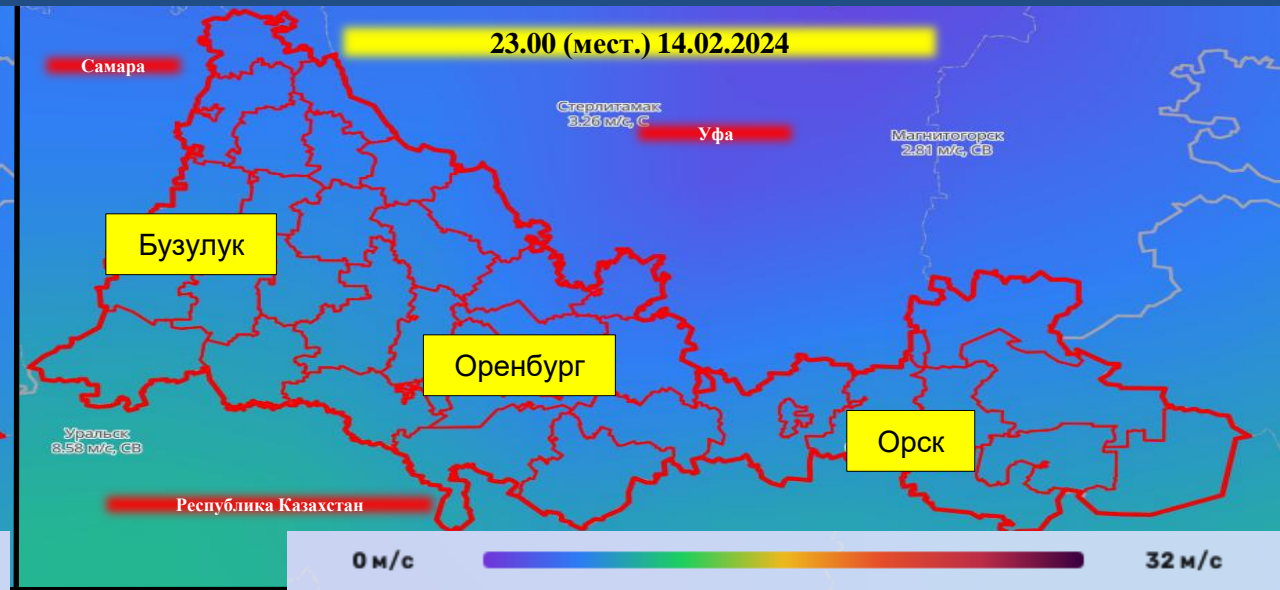 23.00 (мест.) 14.02.2024
Самара
Стерлитамак
3.26 м/с, С
Уфа
Магнитогорск
2.81 м/с, СВ
Бузулук
Оренбург
Орск
Уральск
8.58 м/с, СВ
Республика Казахстан
0 м/с
32 м/с